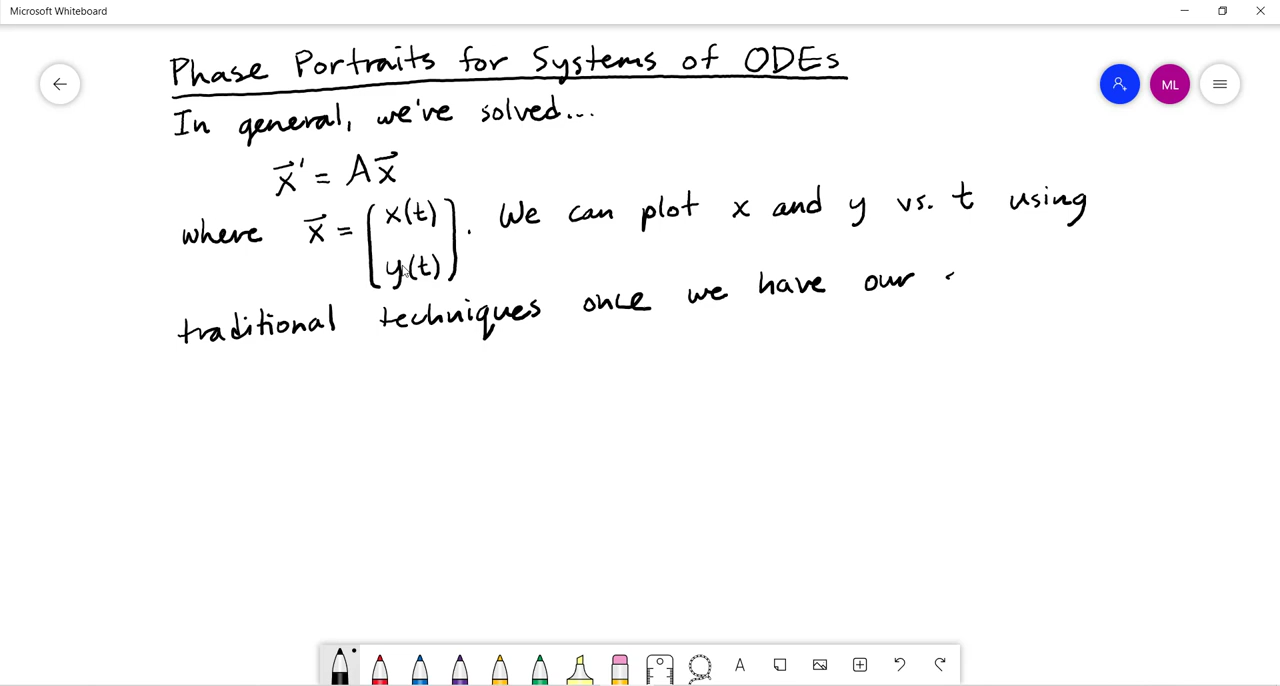 Microsoft Whiteboard
Phase Portraits for Systems of ODEs
ML
In general, we've solved...
x⃗' = Ax⃗
where x⃗ = [x(t) y(t)]. We can plot x and y vs. t using
traditional techniques once we have our
A